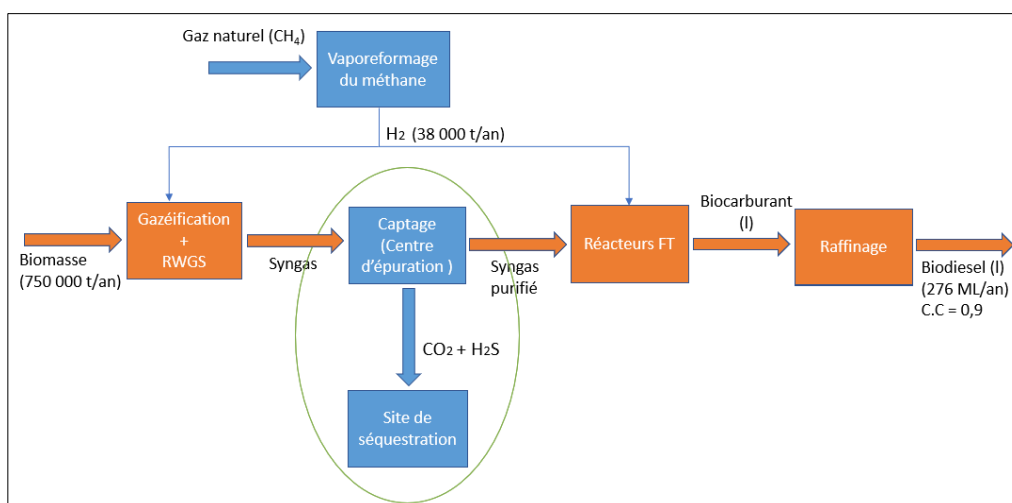 Gaz naturel (CH4)
Vaporeformage
du méthane
H2 (38 000 t/an)
Biomasse
(750 000 t/an)
Gazéification
+
RWGS
Syngas
Captage
(Centre
d'épuration )
Syngas
purifié
CO2 + H2S
Site de
séquestration
Réacteurs FT
Biocarburant
(l)
Raffinage
Biodiesel (l)
(276 ML/an)
C.C = 0,9